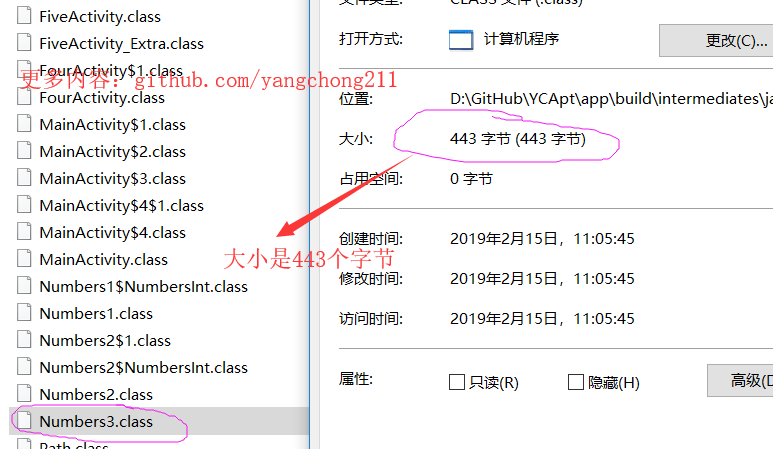 FiveActivity.class
FiveActivity_Extra.class
FourActivity$1.class
更多内容：github.com/yangchong211
FourActivity.class
MainActivity$1.class
MainActivity$2.class
MainActivity$3.class
MainActivity$4$1.class
MainActivity$4.class
MainActivity.class
Numbers1$NumbersInt.class
Numbers1.class
Numbers2$1.class
Numbers2$NumbersInt.class
Numbers2.class
Numbers3.class
Path.class
文件类型: CLASS 文件 (.class)
打开方式: 计算机程序 更改(C)...
位置: D:\GitHub\YCApt\app\build\intermediates\ja
大小: 443 字节 (443 字节)
占用空间: 0 字节
大小是443个字节
创建时间: 2019年2月15日，11:05:45
修改时间: 2019年2月15日，11:05:45
访问时间: 2019年2月15日，11:05:45
属性: 只读(R) 隐藏(H) 高级(D